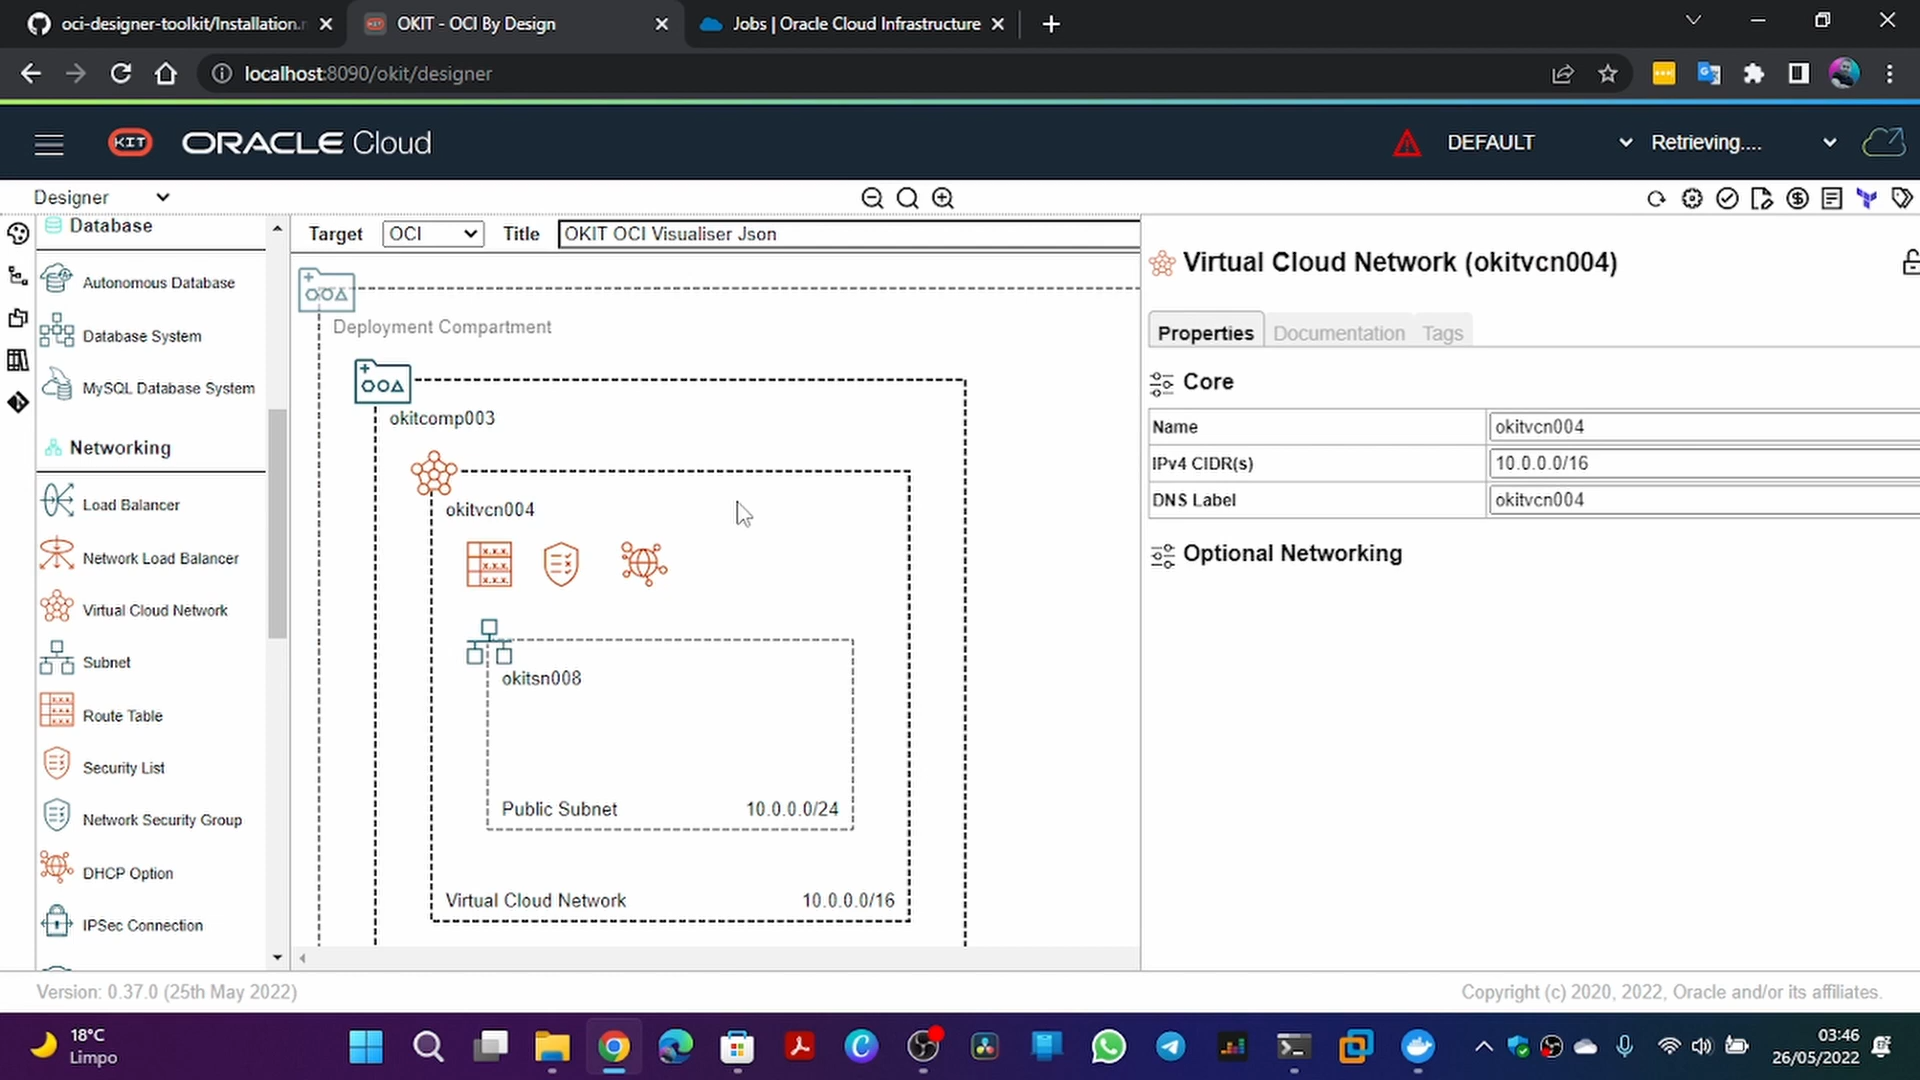 oci-designer-toolkit/Installation.r
OKIT - OCI By Design
Jobs | Oracle Cloud Infrastructure
localhost:8090/okit/designer
KIT
ORACLE Cloud
DEFAULT
Retrieving....
Designer
Database
Autonomous Database
Database System
MySQL Database System
Networking
Load Balancer
Network Load Balancer
Virtual Cloud Network
Subnet
Route Table
Security List
Network Security Group
DHCP Option
IPSec Connection
Target
OCI
Title
OKIT OCI Visualiser Json
Deployment Compartment
okitcomp003
okitvcn004
okitsn008
Public Subnet
10.0.0.0/24
Virtual Cloud Network
10.0.0.0/16
Virtual Cloud Network (okitvcn004)
Properties
Documentation
Tags
Core
Name
okitvcn004
IPv4 CIDR(s)
10.0.0.0/16
DNS Label
okitvcn004
Optional Networking
Version: 0.37.0 (25th May 2022)
Copyright (c) 2020, 2022, Oracle and/or its affiliates.
18°C
Limpo
03:46
26/05/2022